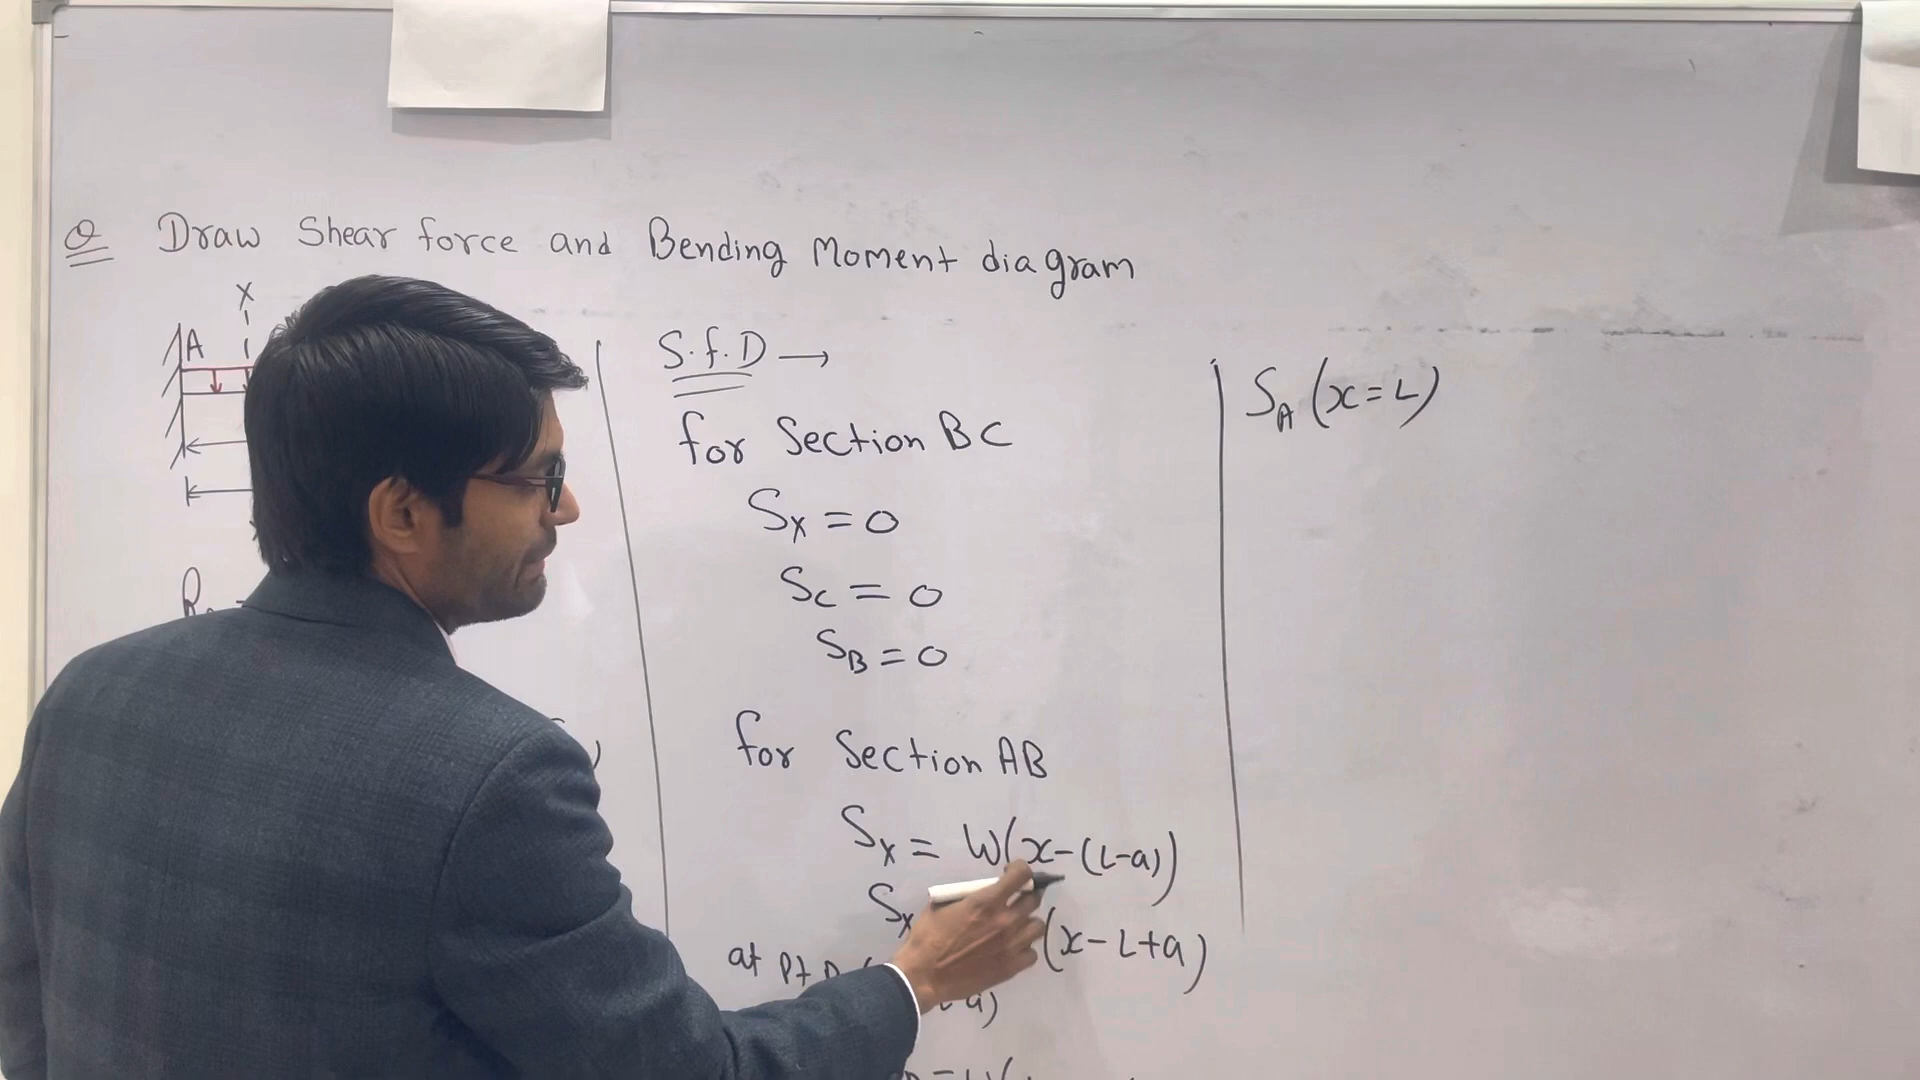 Q Draw Shear force and Bending Moment diagram
X
A
S.f.D →
for Section BC
Sx = 0
Sc = 0
SB = 0
for Section AB
Sx = W(x-(L-a))
Sx (x-L+a)
at Pt
SA (x=L)